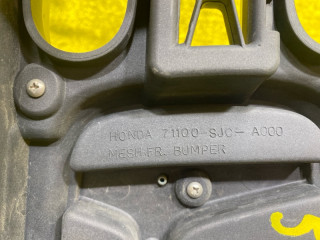 HONDA 71100-SJC-A000
MESH FR. BUMPER